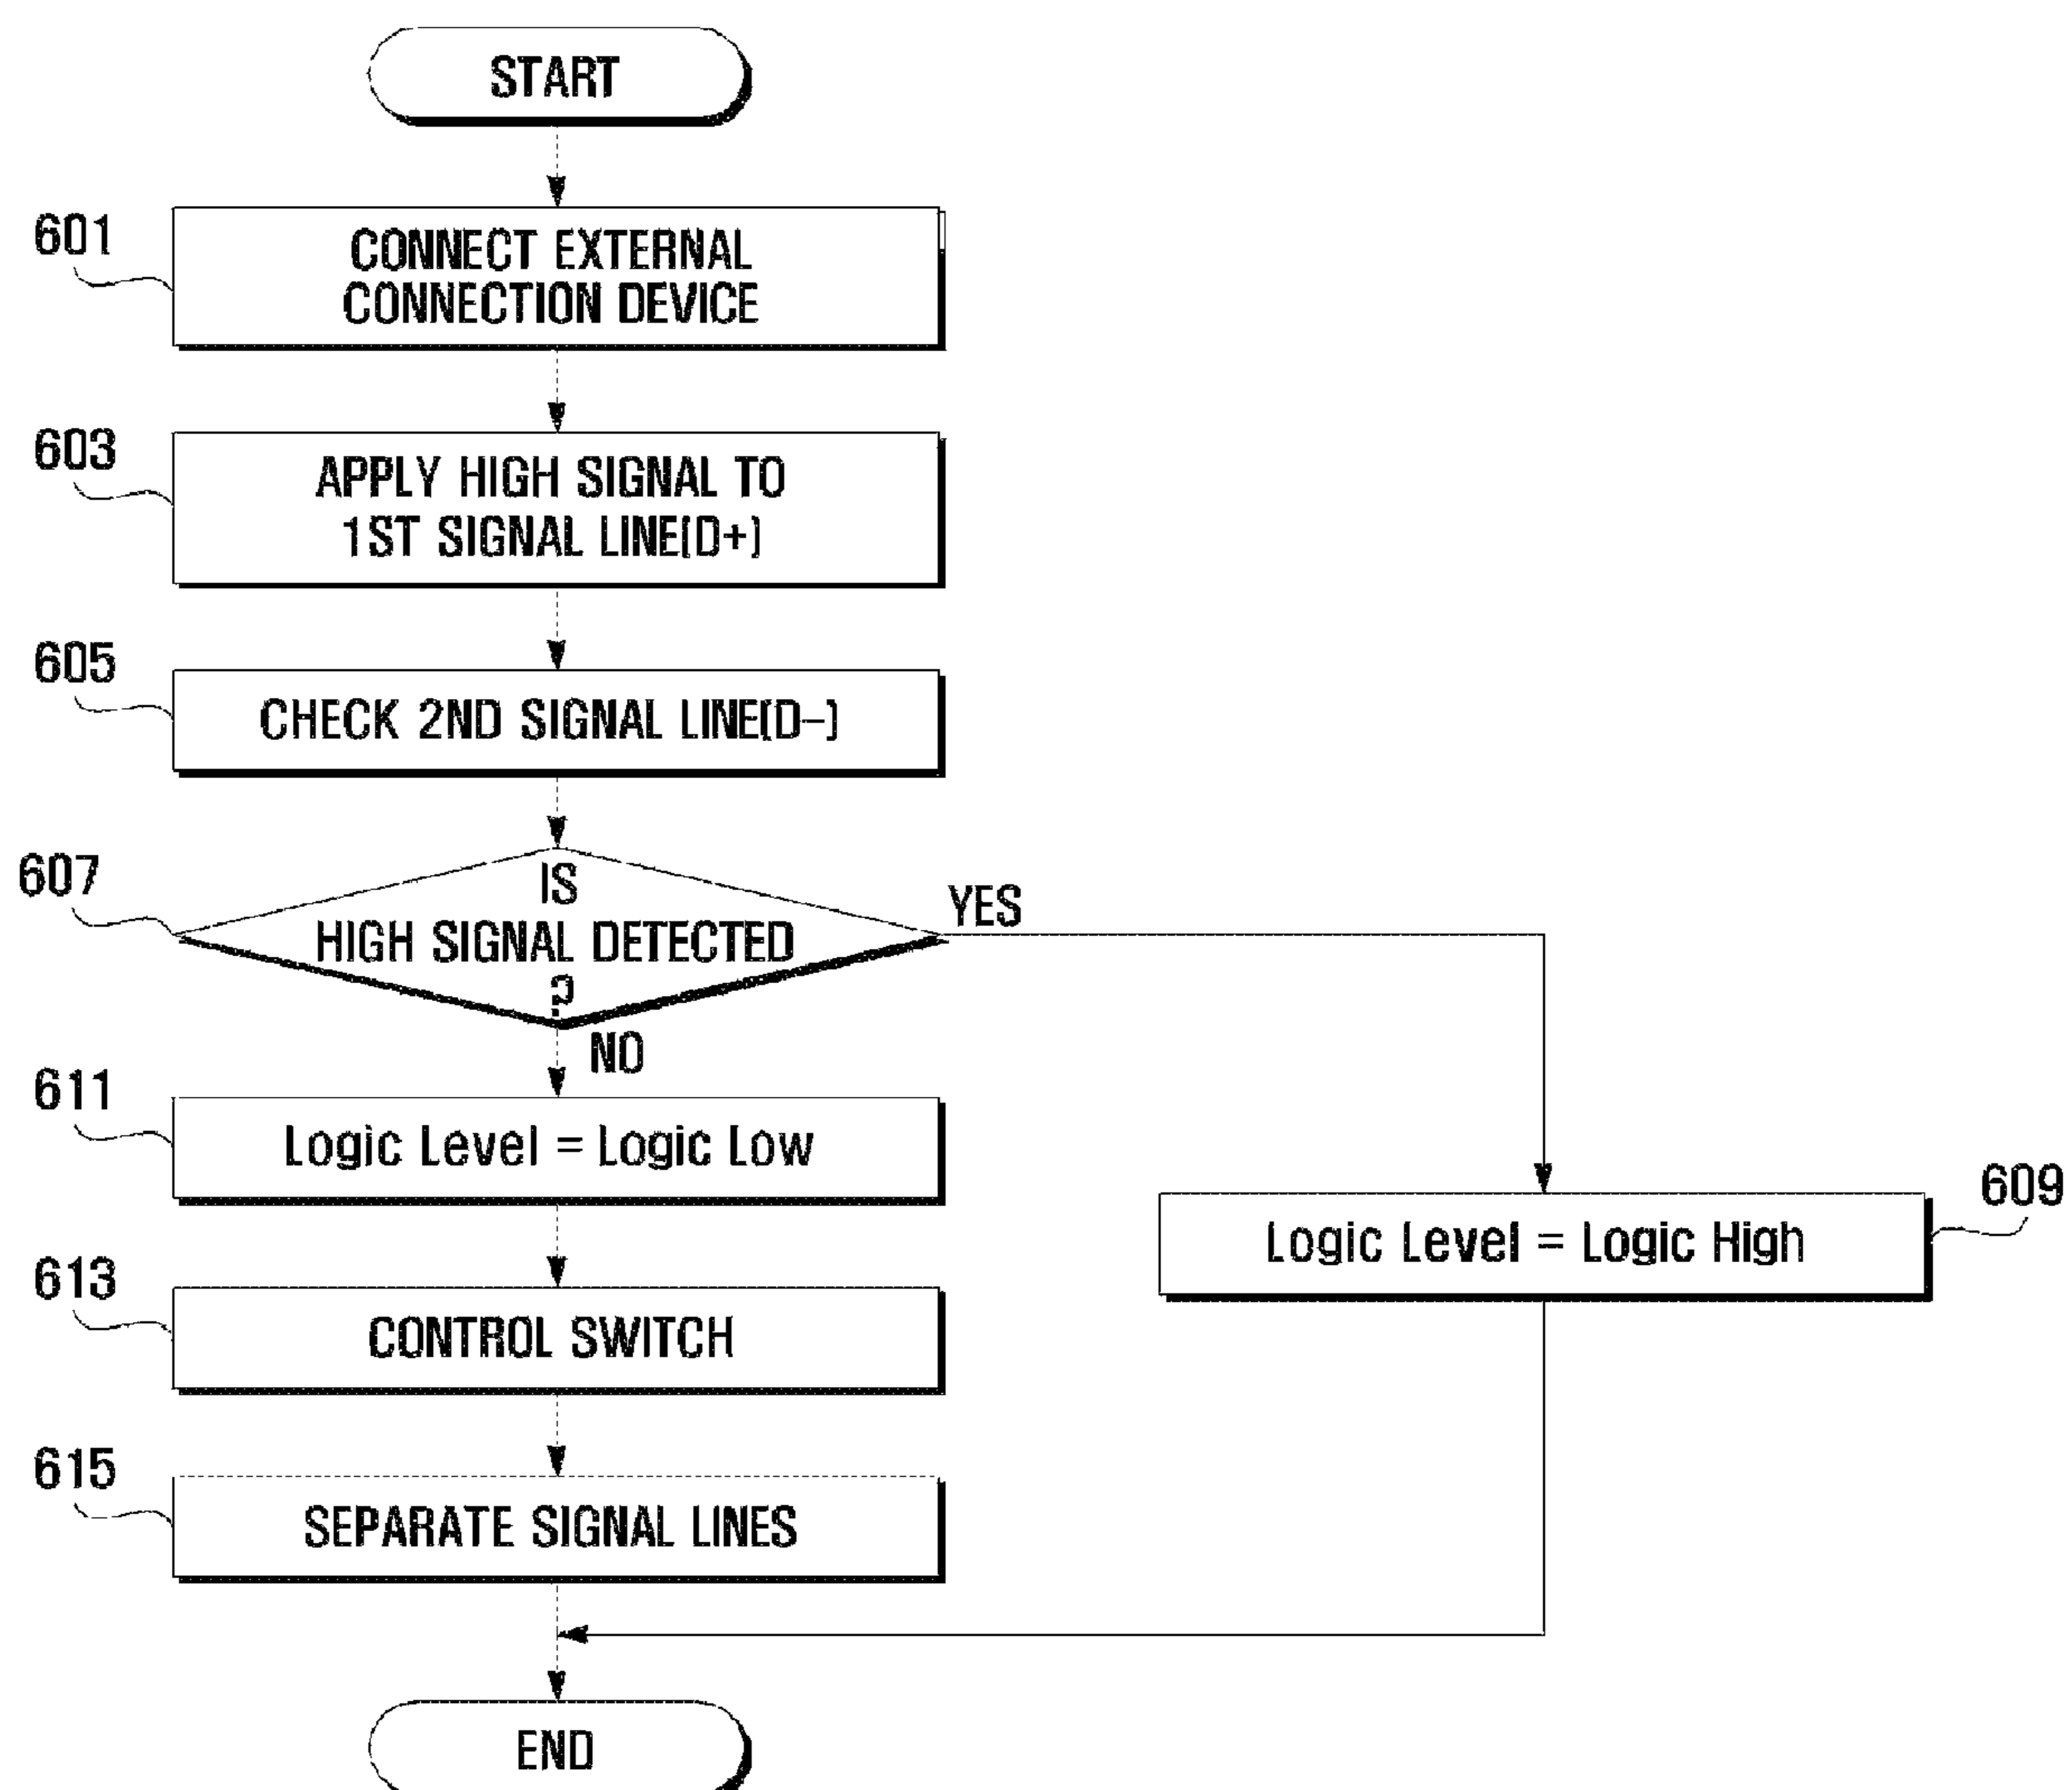 START
601
CONNECT EXTERNAL
CONNECTION DEVICE
603
APPLY HIGH SIGNAL TO
1ST SIGNAL LINE(D+)
605
CHECK 2ND SIGNAL LINE(D-)
607
IS
HIGH SIGNAL DETECTED
?
YES
NO
611
Logic Level = Logic Low
609
Logic Level = Logic High
613
CONTROL SWITCH
615
SEPARATE SIGNAL LINES
END